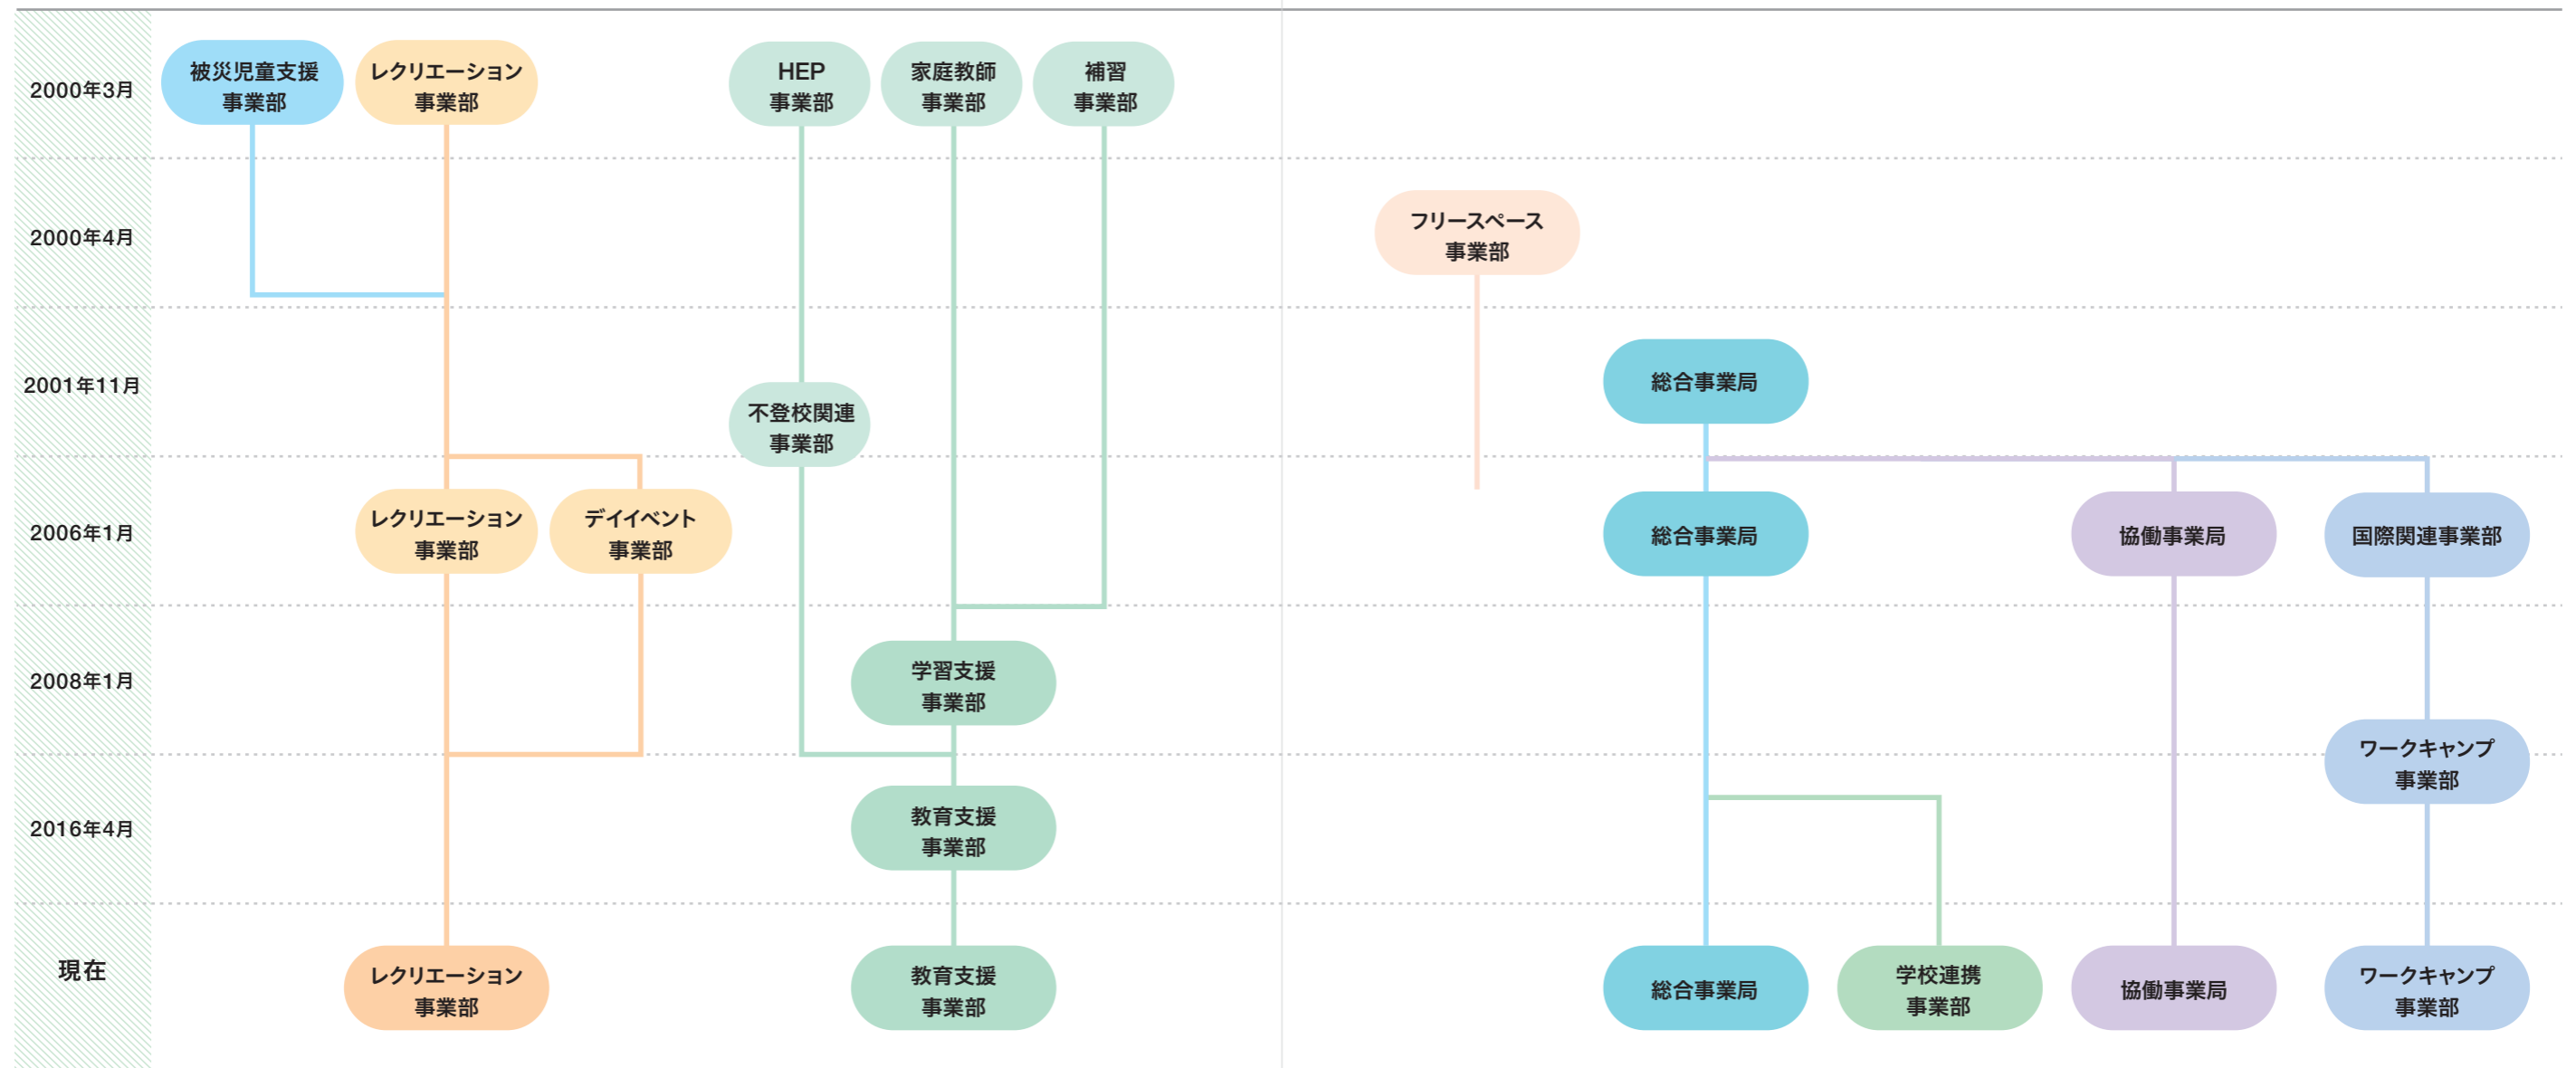 2000年3月
被災児童支援
事業部
レクリエーション
事業部
HEP
事業部
家庭教師
事業部
補習
事業部
2000年4月
フリースペース
事業部
2001年11月
不登校関連
事業部
総合事業局
2006年1月
レクリエーション
事業部
デイイベント
事業部
総合事業局
協働事業局
国際関連事業部
2008年1月
学習支援
事業部
ワークキャンプ
事業部
2016年4月
教育支援
事業部
現在
レクリエーション
事業部
教育支援
事業部
総合事業局
学校連携
事業部
協働事業局
ワークキャンプ
事業部